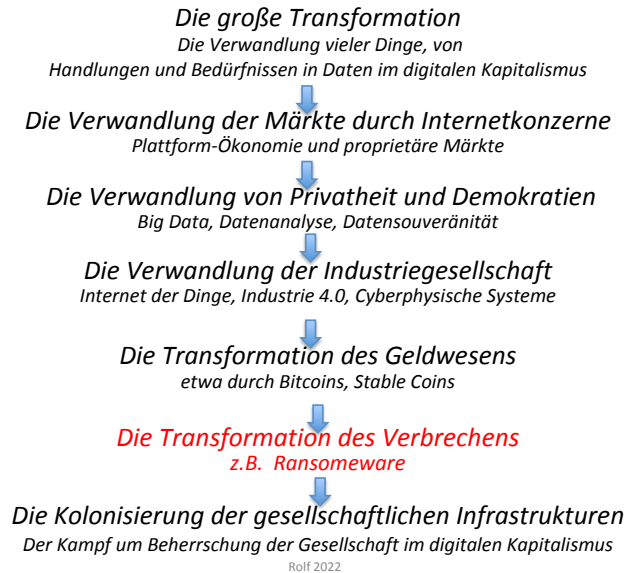 Die große Transformation
Die Verwandlung vieler Dinge, von
Handlungen und Bedürfnissen in Daten im digitalen Kapitalismus
Die Verwandlung der Märkte durch Internetkonzerne
Plattform-Ökonomie und proprietäre Märkte
Die Verwandlung von Privatheit und Demokratien
Big Data, Datenanalyse, Datensouveränität
Die Verwandlung der Industriegesellschaft
Internet der Dinge, Industrie 4.0, Cyberphysische Systeme
Die Transformation des Geldwesens
etwa durch Bitcoins, Stable Coins
Die Transformation des Verbrechens
z.B. Ransomeware
Die Kolonisierung der gesellschaftlichen Infrastrukturen
Der Kampf um Beherrschung der Gesellschaft im digitalen Kapitalismus
Rolf 2022